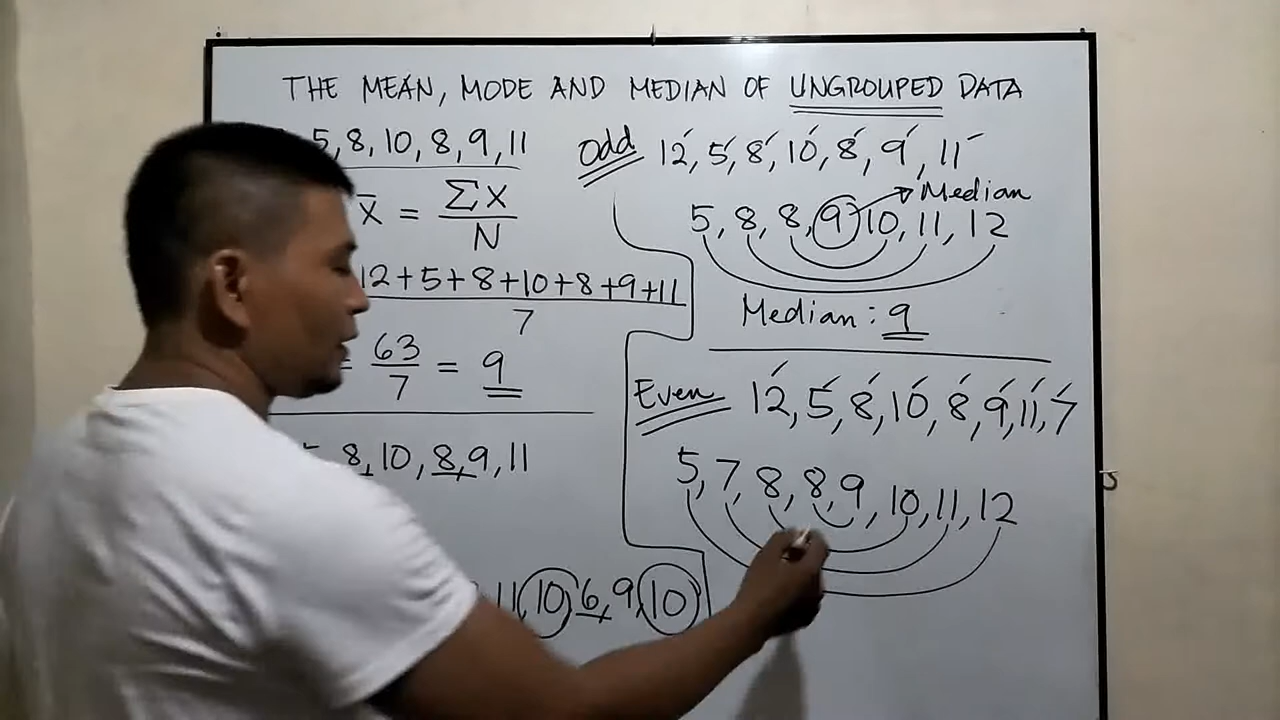 THE MEAN, MODE AND MEDIAN OF UNGROUPED DATA
5, 8, 10, 8, 9, 11
X̄ = ΣX
N
12+5+8+10+8+9+11
7
= 63
7
= 9
8, 10, 8, 9, 11
11, 10, 6, 9, 10
Odd 12, 5, 8, 10, 8, 9, 11
Median
5, 8, 8, 9, 10, 11, 12
Median: 9
Even 12, 5, 8, 10, 8, 9, 11, 7
5, 7, 8, 8, 9, 10, 11, 12